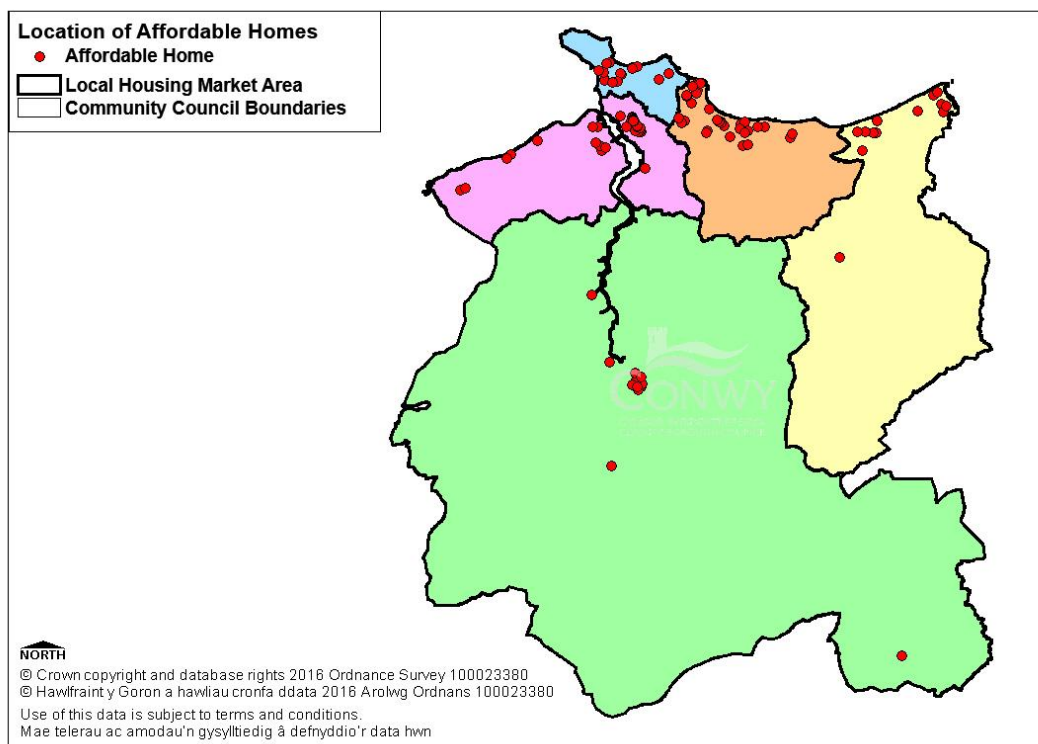 Location of Affordable Homes
Affordable Home
Local Housing Market Area
Community Council Boundaries
CONWY
NORTH
© Crown copyright and database rights 2016 Ordnance Survey 100023380
© Hawlfraint y Goron a hawliau cronfa ddata 2016 Arolwg Ordnans 100023380
Use of this data is subject to terms and conditions.
Mae telerau ac amodau'n gysylltiedig â defnyddio'r data hwn